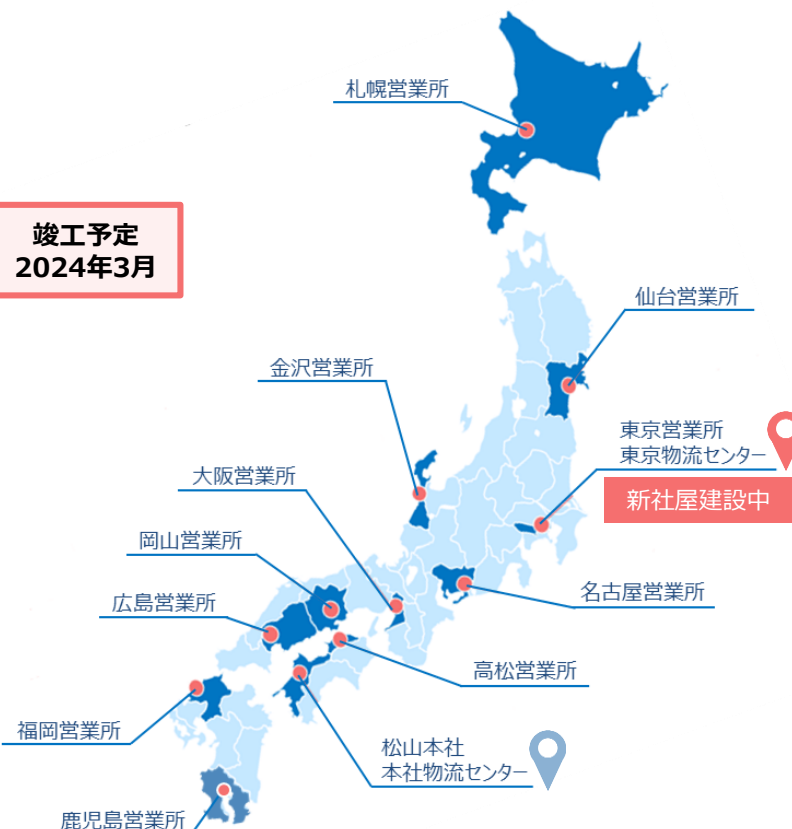 札幌営業所
竣工予定
2024年3月
仙台営業所
金沢営業所
東京営業所
東京物流センター
新社屋建設中
大阪営業所
岡山営業所
広島営業所
名古屋営業所
高松営業所
福岡営業所
松山本社
本社物流センター
鹿児島営業所